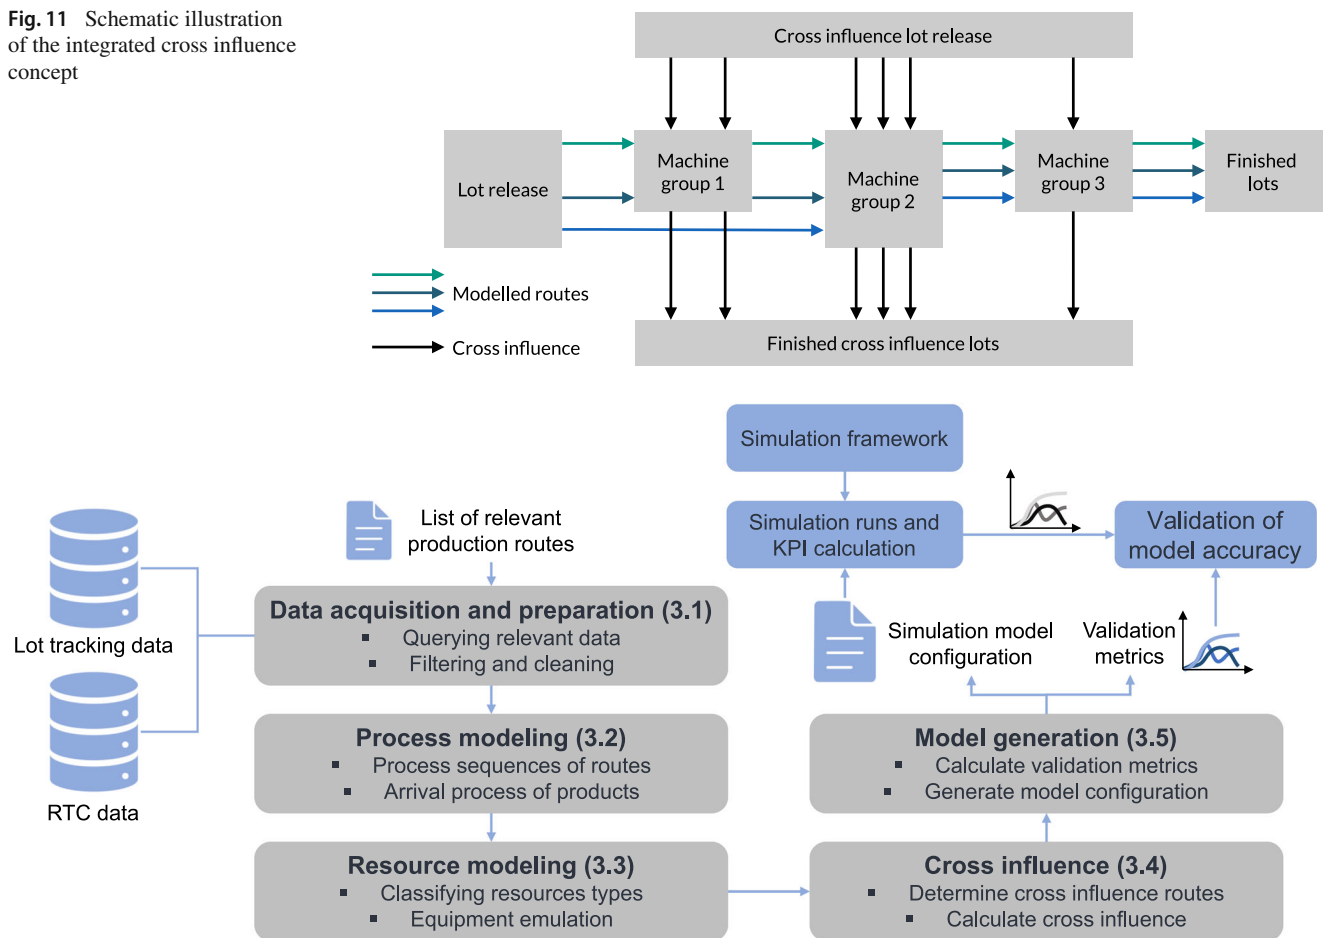 Fig. 11 Schematic illustration
of the integrated cross influence
concept
Cross influence lot release
Lot release
Machine
group 1
Machine
group 2
Machine
group 3
Finished
lots
Modelled routes
Cross influence
Finished cross influence lots
Simulation framework
Simulation runs and
KPI calculation
Validation of
model accuracy
List of relevant
production routes
Lot tracking data
RTC data
Data acquisition and preparation (3.1)
▪ Querying relevant data
▪ Filtering and cleaning
Process modeling (3.2)
▪ Process sequences of routes
▪ Arrival process of products
Resource modeling (3.3)
▪ Classifying resources types
▪ Equipment emulation
Cross influence (3.4)
▪ Determine cross influence routes
▪ Calculate cross influence
Model generation (3.5)
▪ Calculate validation metrics
▪ Generate model configuration
Simulation model
configuration
Validation
metrics